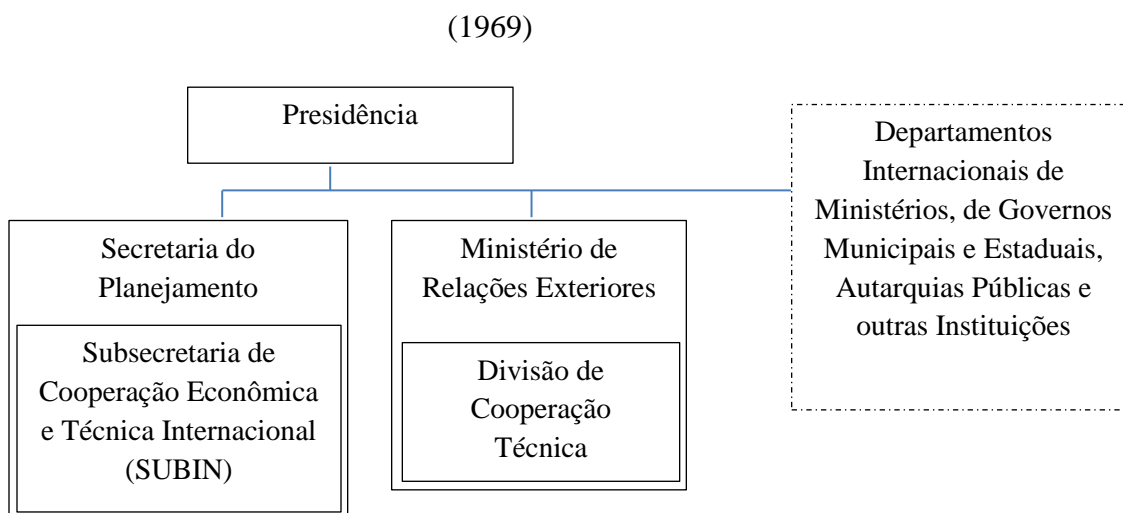 (1969)
Presidência
Secretaria do
Planejamento
Subsecretaria de
Cooperação Econômica
e Técnica Internacional
(SUBIN)
Ministério de
Relações Exteriores
Divisão de
Cooperação
Técnica
Departamentos
Internacionais de
Ministérios, de Governos
Municipais e Estaduais,
Autarquias Públicas e
outras Instituições